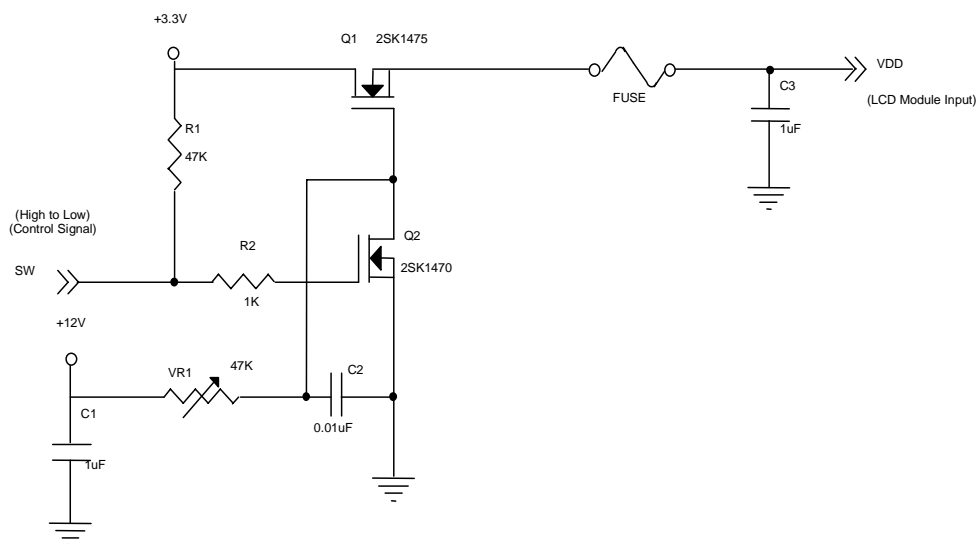 +3.3V
Q1 2SK1475
VDD
FUSE
C3
(LCD Module Input)
R1
1uF
47K
(High to Low)
(Control Signal)
R2
Q2
SW
2SK1470
1K
+12V
47K
VR1
C2
C1
0.01uF
1uF